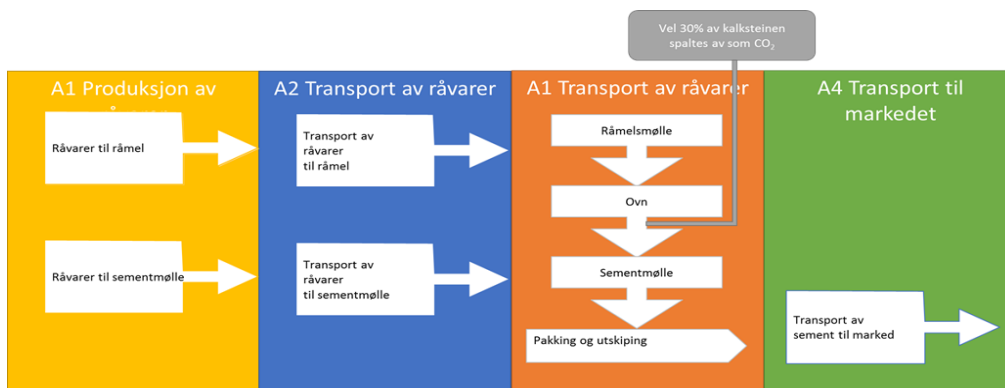 Vel 30% av kalksteinen
spaltes av som CO₂
A1 Produksjon av
Råvarer til råmel
Råvarer til sementmølle
A2 Transport av råvarer
Transport av
råvarer
til råmel
Transport av
råvarer
til sementmølle
A1 Transport av råvarer
Råmelsmølle
Ovn
Sementmølle
Pakking og utskiping
A4 Transport til
markedet
Transport av
sement til marked